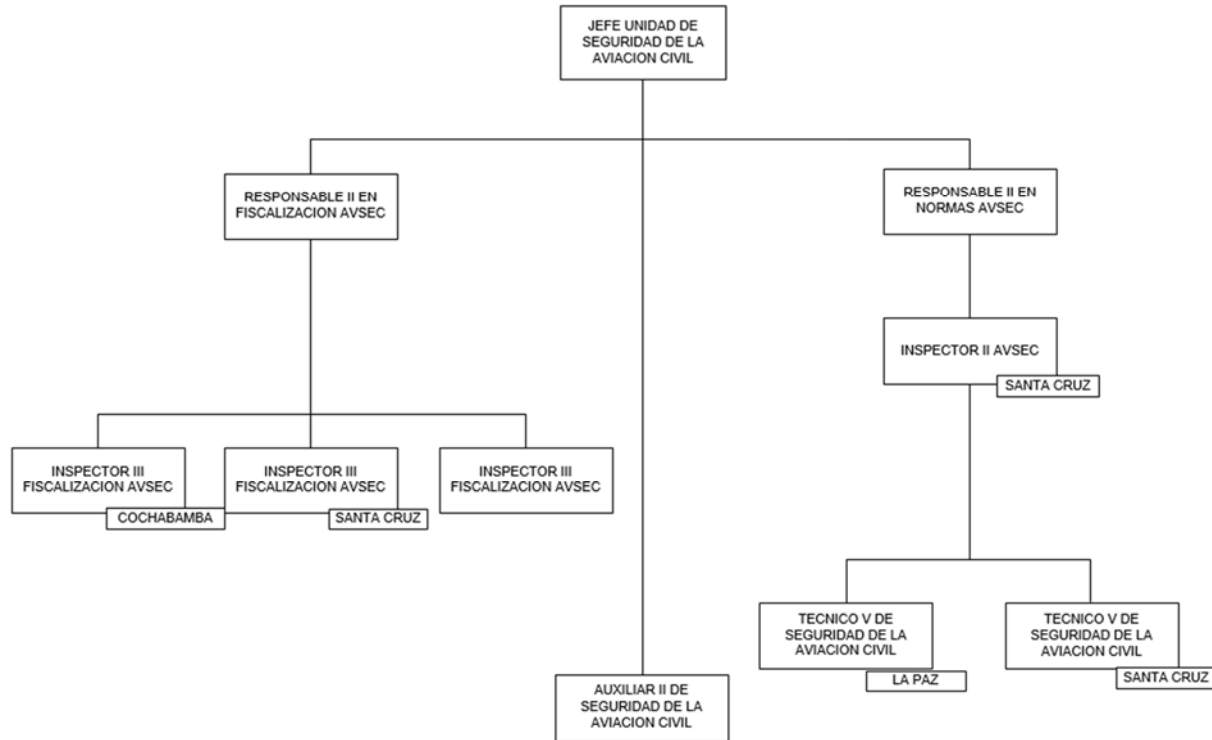 JEFE UNIDAD DE
SEGURIDAD DE LA
AVIACION CIVIL
RESPONSABLE II EN
FISCALIZACION AVSEC
RESPONSABLE II EN
NORMAS AVSEC
INSPECTOR II AVSEC
SANTA CRUZ
INSPECTOR III
FISCALIZACION AVSEC
COCHABAMBA
INSPECTOR III
FISCALIZACION AVSEC
SANTA CRUZ
INSPECTOR III
FISCALIZACION AVSEC
TECNICO V DE
SEGURIDAD DE LA
AVIACION CIVIL
LA PAZ
TECNICO V DE
SEGURIDAD DE LA
AVIACION CIVIL
SANTA CRUZ
AUXILIAR II DE
SEGURIDAD DE LA
AVIACION CIVIL